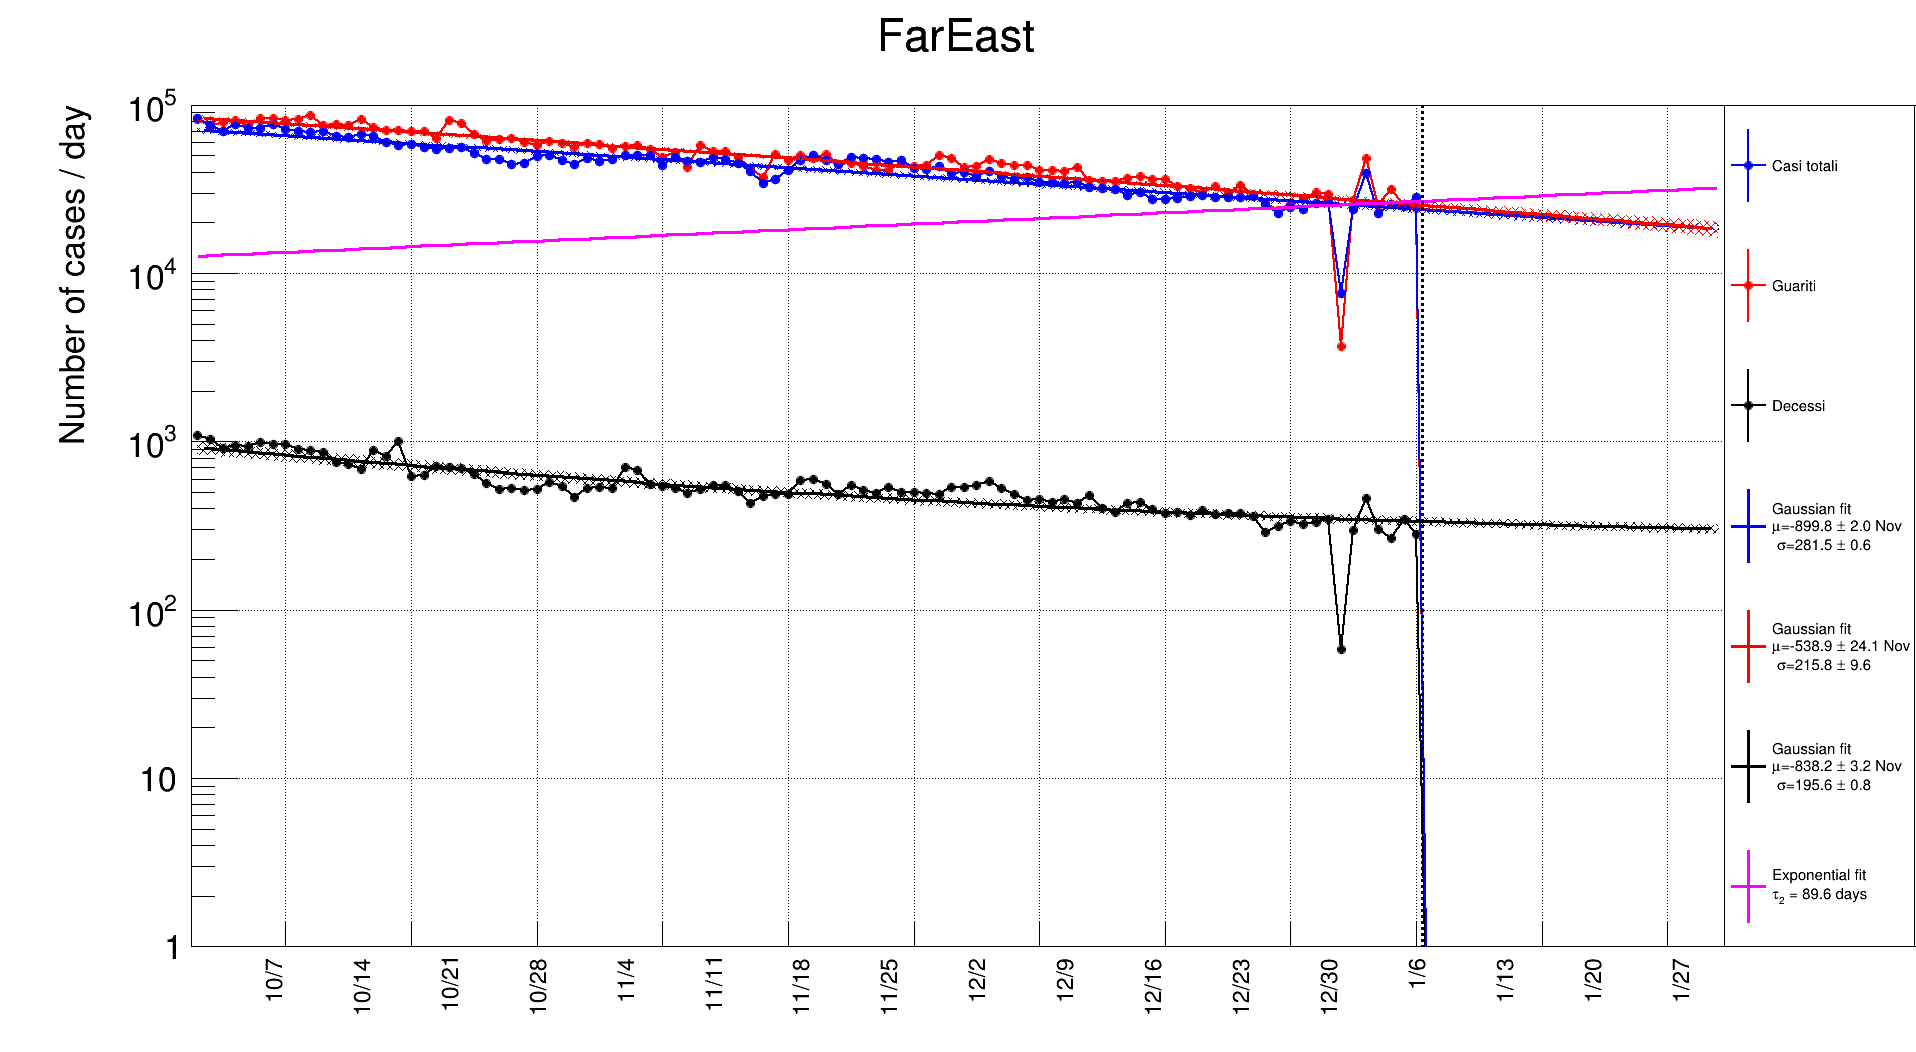 FarEast
Number of cases / day
10^5
10^4
10^3
10^2
10
1
10/7
10/14
10/21
10/28
11/4
11/11
11/18
11/25
12/2
12/9
12/16
12/23
12/30
1/6
1/13
1/20
1/27
Casi totali
Guariti
Decessi
Gaussian fit
μ=-899.8 ± 2.0 Nov
σ=281.5 ± 0.6
Gaussian fit
μ=-538.9 ± 24.1 Nov
σ=215.8 ± 9.6
Gaussian fit
μ=-838.2 ± 3.2 Nov
σ=195.6 ± 0.8
Exponential fit
τ₂ = 89.6 days